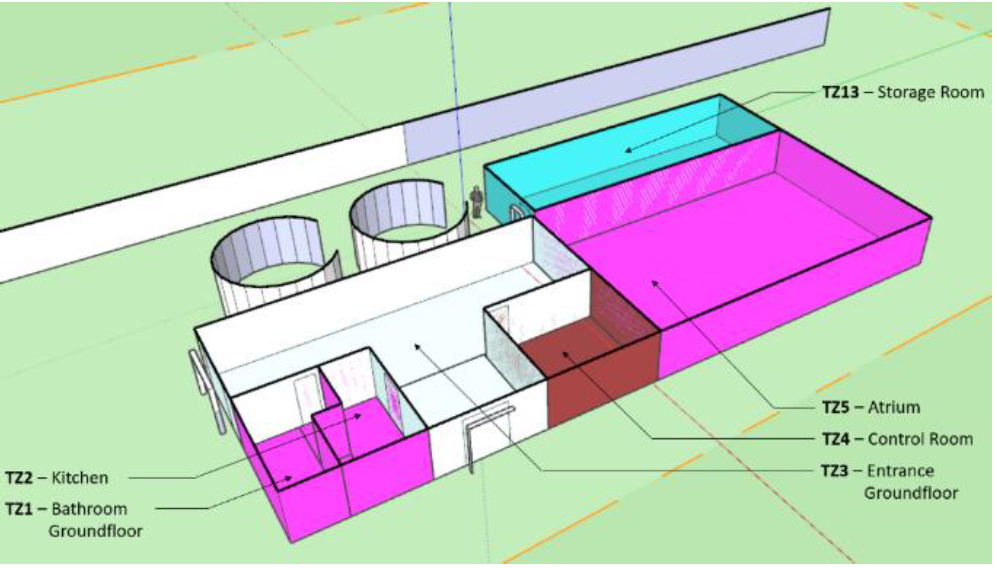 TZ13 – Storage Room
TZ5 – Atrium
TZ4 – Control Room
TZ3 – Entrance
Groundfloor
TZ2 – Kitchen
TZ1 – Bathroom
Groundfloor